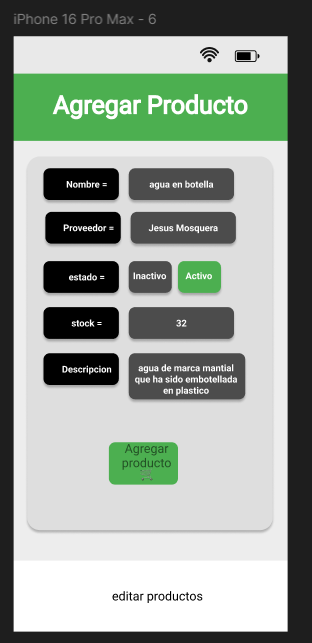 iPhone 16 Pro Max - 6
Agregar Producto
Nombre = agua en botella
Proveedor = Jesus Mosquera
estado = Inactivo Activo
stock = 32
Descripcion agua de marca mantial
que ha sido embotellada
en plastico
Agregar
producto
editar productos